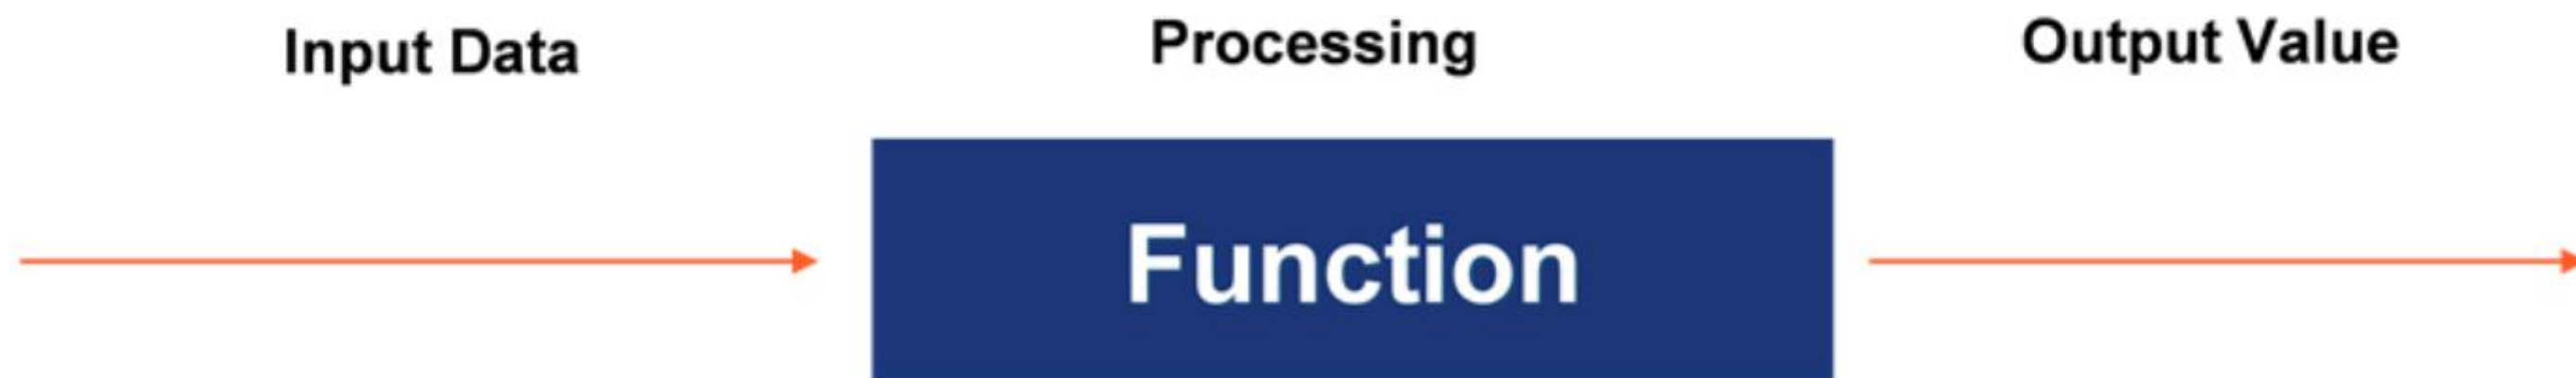 Input Data
Processing
Output Value
Function